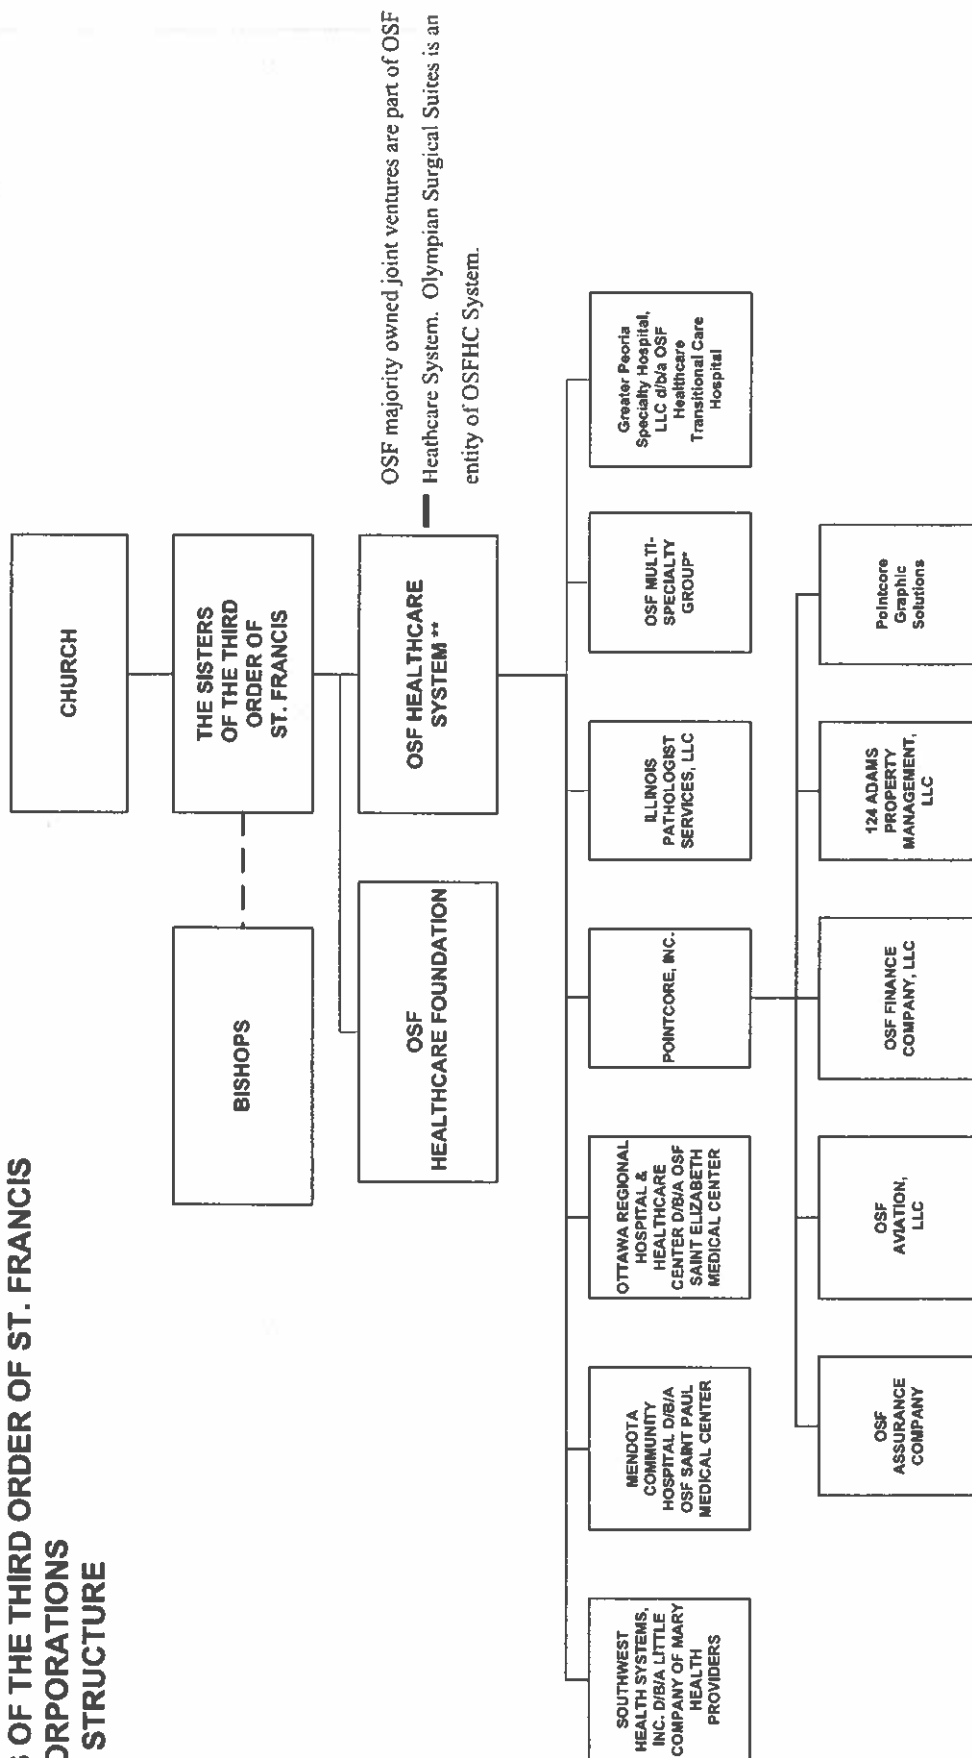 S OF THE THIRD ORDER OF ST. FRANCIS
ORPORATIONS
STRUCTURE
CHURCH
BISHOPS
THE SISTERS
OF THE THIRD
ORDER OF
ST. FRANCIS
OSF
HEALTHCARE FOUNDATION
OSF HEALTHCARE
SYSTEM **
OSF majority owned joint ventures are part of OSF
Heathcare System. Olympian Surgical Suites is an
entity of OSFHC System.
SOUTHWEST
HEALTH SYSTEMS,
INC. D/B/A LITTLE
COMPANY OF MARY
HEALTH
PROVIDERS
MENDOTA
COMMUNITY
HOSPITAL D/B/A
OSF SAINT PAUL
MEDICAL CENTER
OTTAWA REGIONAL
HOSPITAL &
HEALTHCARE
CENTER D/B/A OSF
SAINT ELIZABETH
MEDICAL CENTER
POINTCORE, INC.
ILLINOIS
PATHOLOGIST
SERVICES, LLC
OSF MULTI-
SPECIALTY
GROUP*
Greater Peoria
Specialty Hospital,
LLC d/b/a OSF
Healthcare
Transitional Care
Hospital
OSF
ASSURANCE
COMPANY
OSF
AVIATION,
LLC
OSF FINANCE
COMPANY, LLC
124 ADAMS
PROPERTY
MANAGEMENT,
LLC
Pointcore
Graphic
Solutions